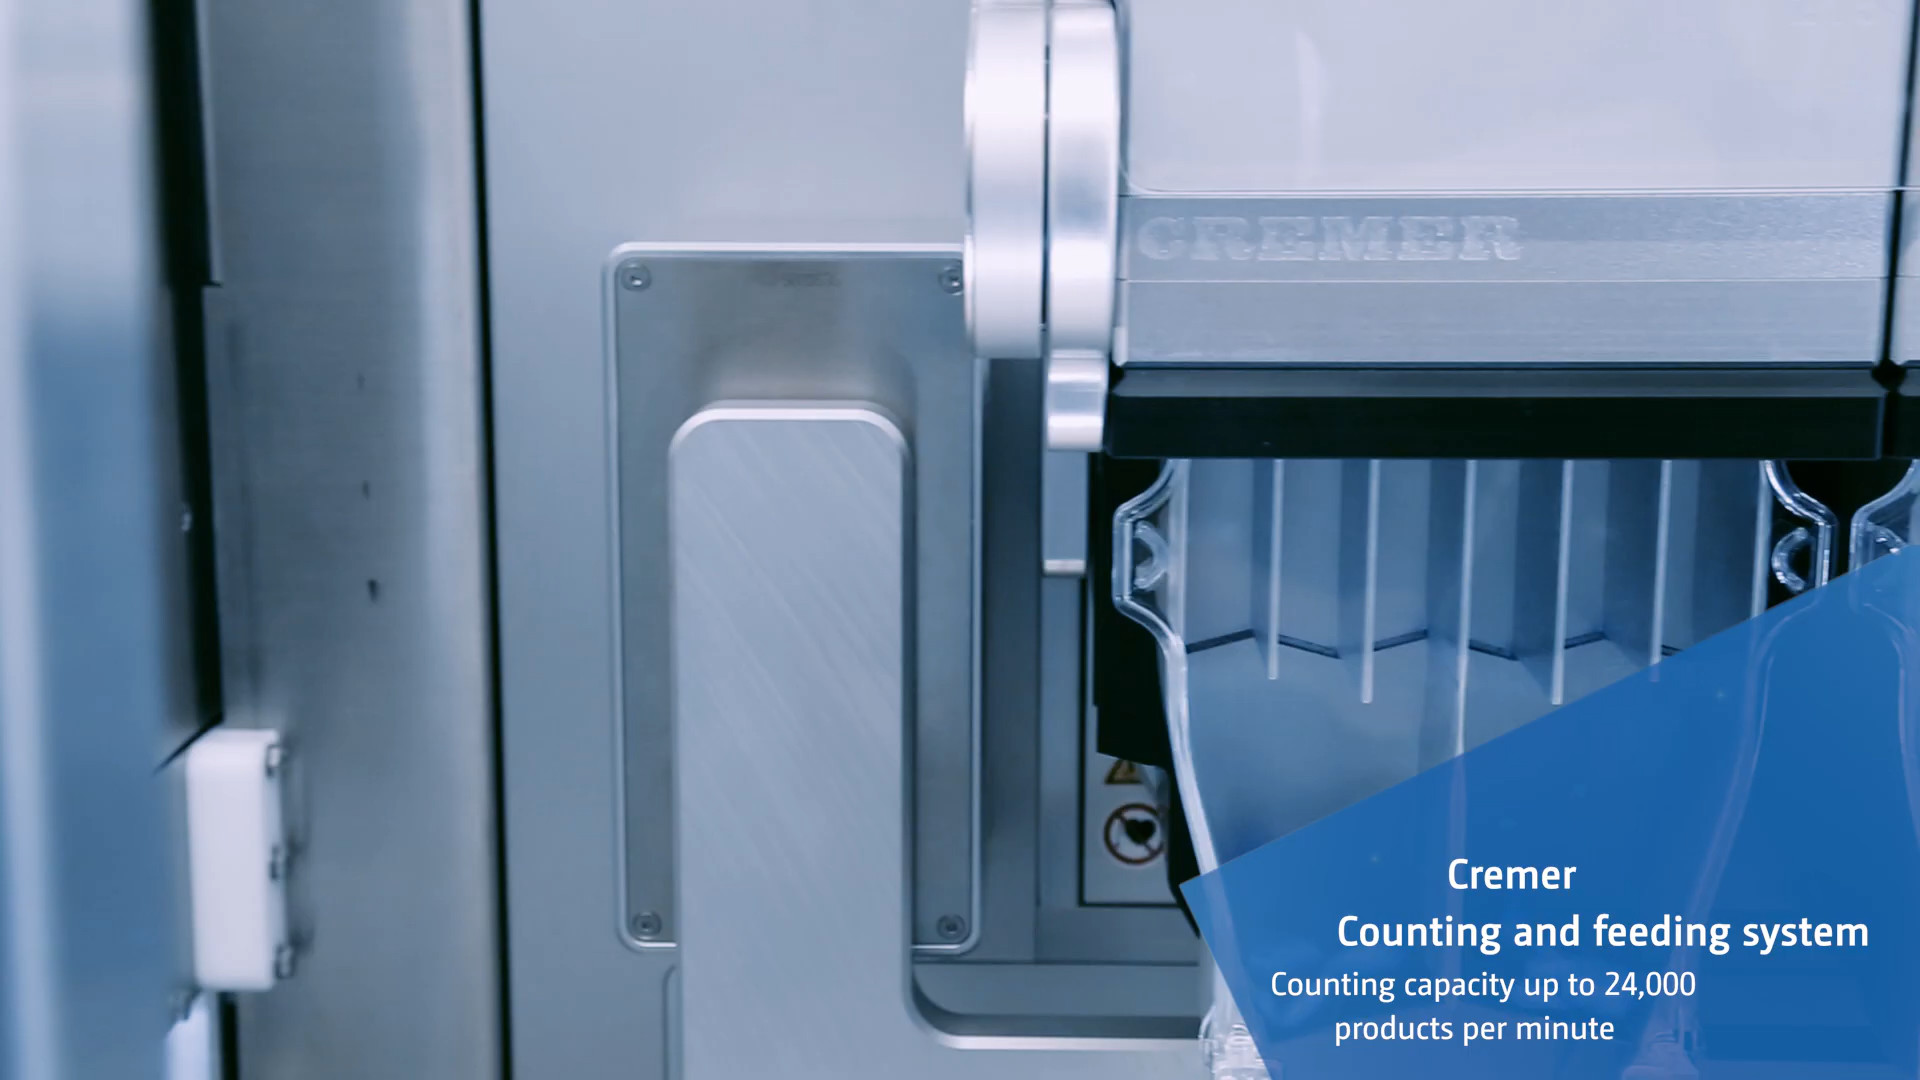 CREMER
Cremer
Counting and feeding system
Counting capacity up to 24,000
products per minute